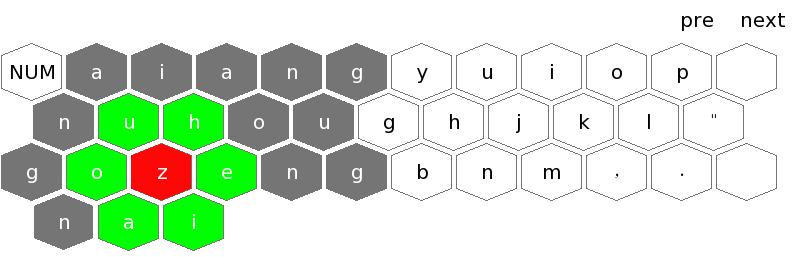 pre next
NUM a i a n g y u i o p
n u h o u g h j k l "
g o z e n g b n m , .
n a i